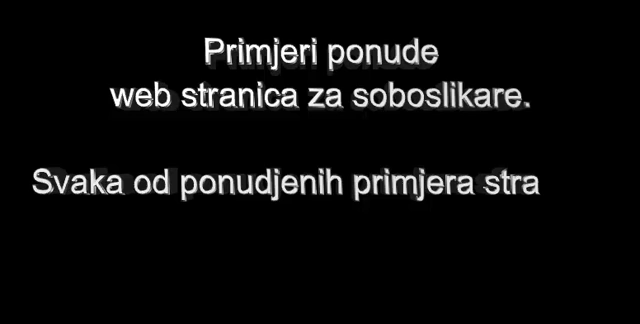 Primjeri ponude
web stranica za soboslikare.
Svaka od ponudjenih primjera stra